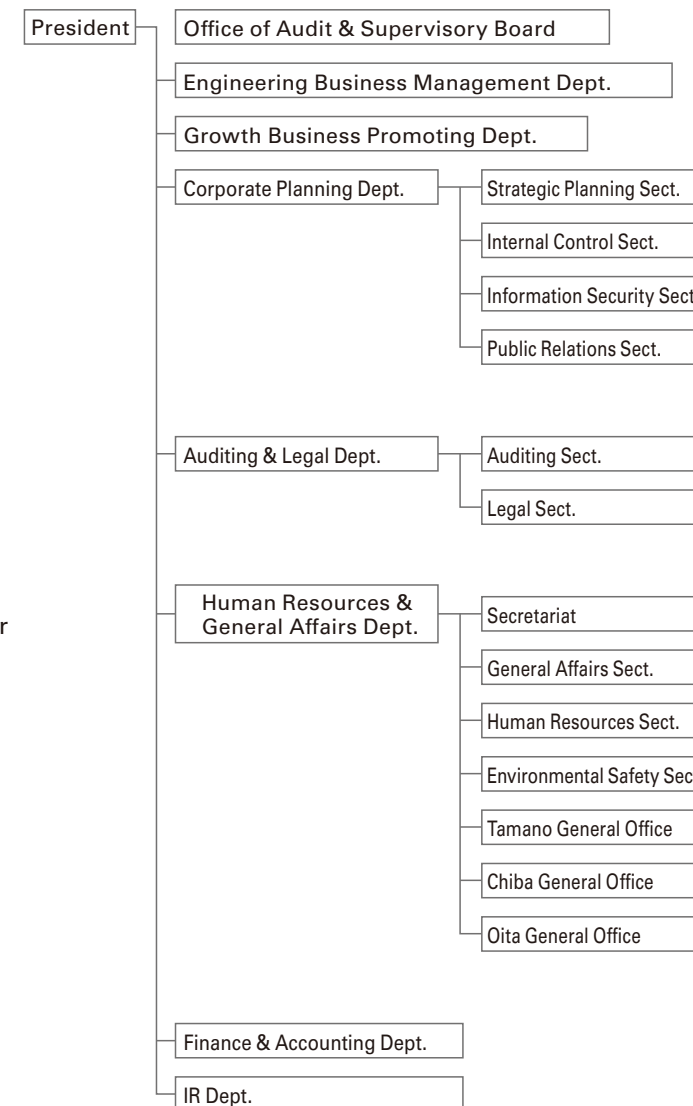 President
Office of Audit & Supervisory Board
Engineering Business Management Dept.
Growth Business Promoting Dept.
Corporate Planning Dept.
Strategic Planning Sect.
Internal Control Sect.
Information Security Sect
Public Relations Sect.
Auditing & Legal Dept.
Auditing Sect.
Legal Sect.
r
Human Resources &
General Affairs Dept.
Secretariat
General Affairs Sect.
Human Resources Sect.
Environmental Safety Sec
Tamano General Office
Chiba General Office
Oita General Office
Finance & Accounting Dept.
IR Dept.